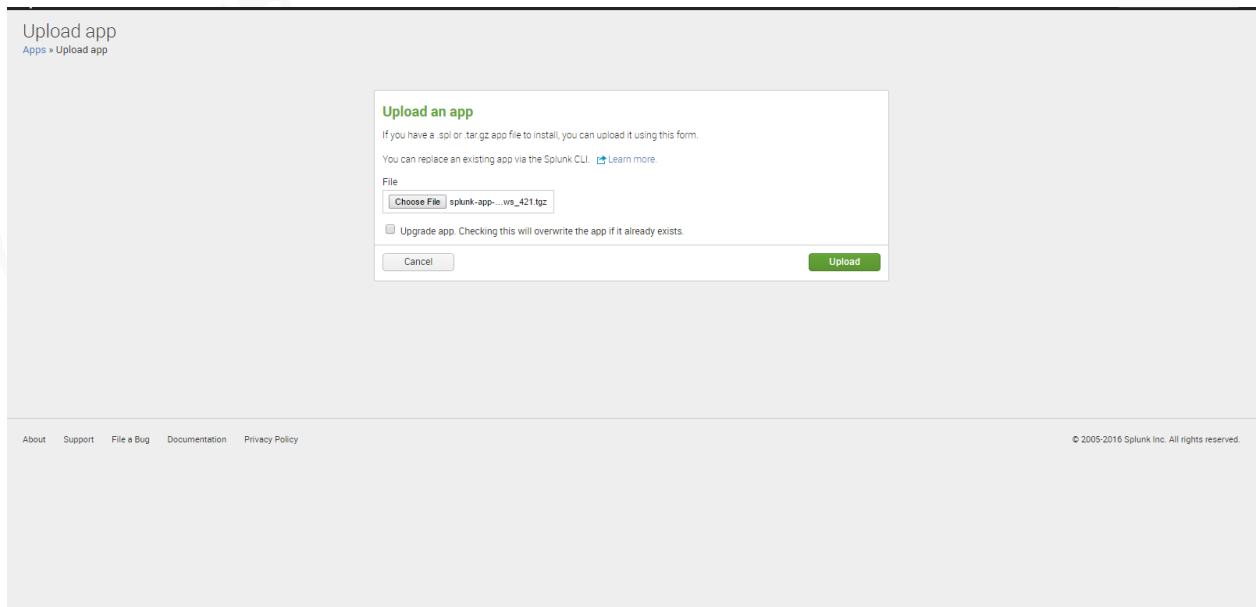 Upload app
Apps » Upload app
Upload an app
If you have a .spl or .tar.gz app file to install, you can upload it using this form.
You can replace an existing app via the Splunk CLI. Learn more.
File
Choose File splunk-app-...ws_421.tgz
Upgrade app. Checking this will overwrite the app if it already exists.
Cancel Upload
About Support File a Bug Documentation Privacy Policy © 2005-2016 Splunk Inc. All rights reserved.